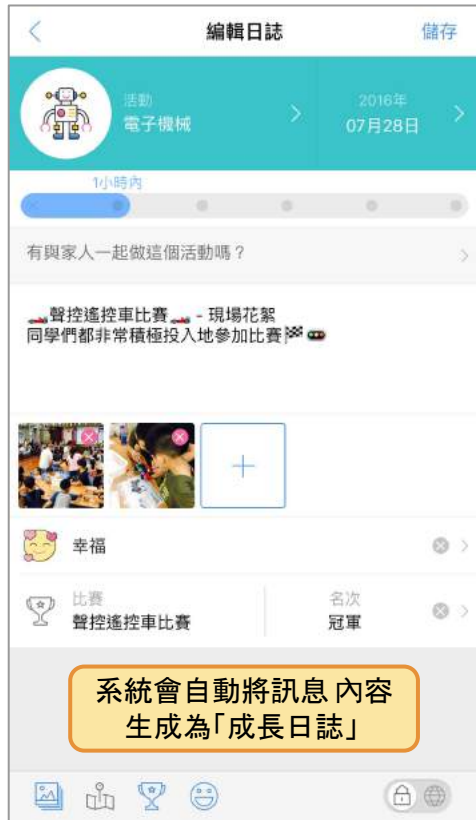 編輯日誌
儲存
活動
電子機械
2016年
07月28日
1小時內
有與家人一起做這個活動嗎？
🏎️聲控遙控車比賽🏎️ - 現場花絮
同學們都非常積極投入地參加比賽🏁🚥
幸福
比賽
聲控遙控車比賽
名次
冠軍
系統會自動將訊息內容
生成為「成長日誌」